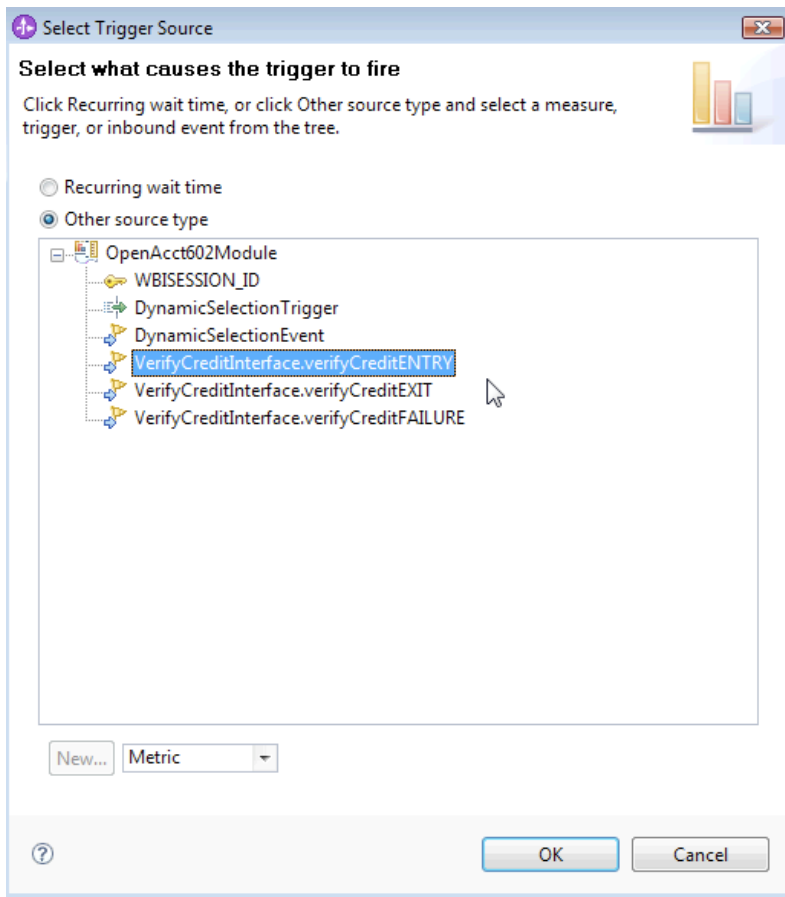 Select Trigger Source
Select what causes the trigger to fire
Click Recurring wait time, or click Other source type and select a measure,
trigger, or inbound event from the tree.
Recurring wait time
Other source type
OpenAcct602Module
WBISESSION_ID
DynamicSelectionTrigger
DynamicSelectionEvent
VerifyCreditInterface.verifyCreditENTRY
VerifyCreditInterface.verifyCreditEXIT
VerifyCreditInterface.verifyCreditFAILURE
New... Metric
? OK Cancel